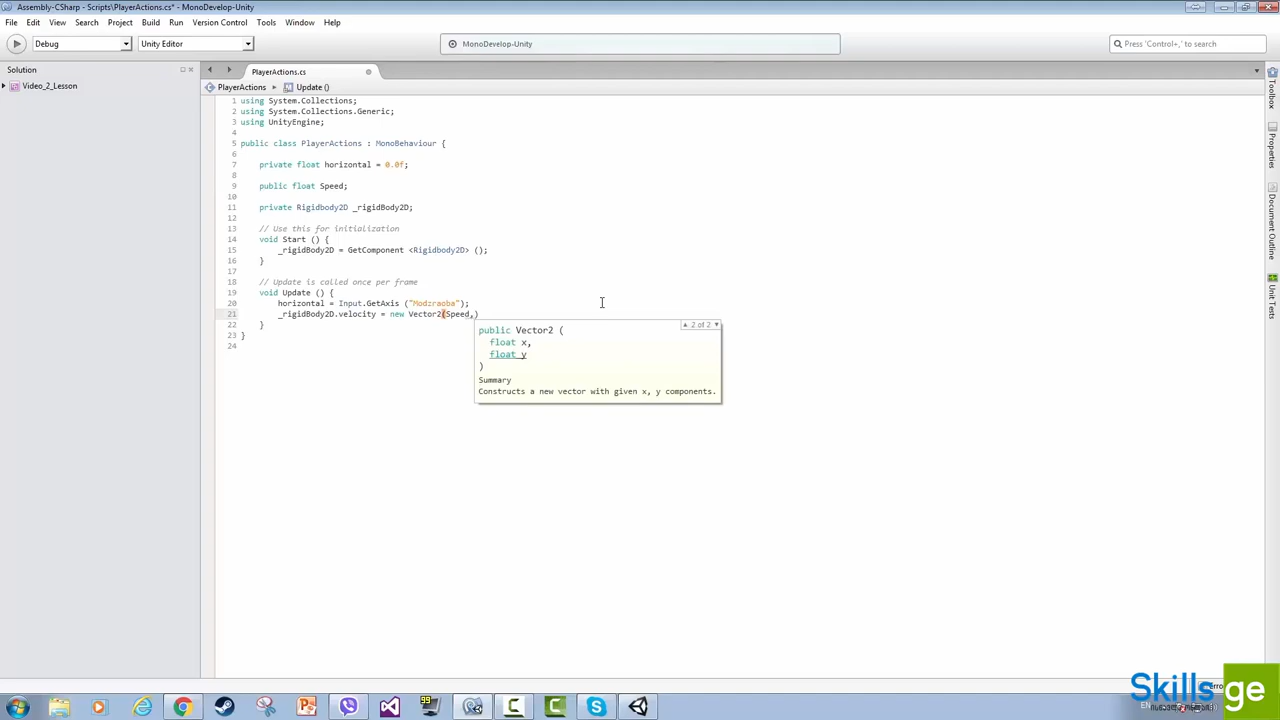 Assembly-CSharp - Scripts\PlayerActions.cs* - MonoDevelop-Unity
File Edit View Search Project Build Run Version Control Tools Window Help
Debug Unity Editor MonoDevelop-Unity Press 'Control+,' to search
Solution
Video_2_Lesson
PlayerActions.cs
PlayerActions Update ()
1 using System.Collections;
2 using System.Collections.Generic;
3 using UnityEngine;
4
5 public class PlayerActions : MonoBehaviour {
6
7 private float horizontal = 0.0f;
8
9 public float Speed;
10
11 private Rigidbody2D _rigidBody2D;
12
13 // Use this for initialization
14 void Start () {
15 _rigidBody2D = GetComponent <Rigidbody2D> ();
16 }
17
18 // Update is called once per frame
19 void Update () {
20 horizontal = Input.GetAxis ("Modzraoba");
21 _rigidBody2D.velocity = new Vector2(Speed,)
22 }
23 }
24
2 of 2
public Vector2 (
float x,
float y
)
Summary
Constructs a new vector with given x, y components.
Toolbox
Properties
Document Outline
Unit Tests
99
Skills ge